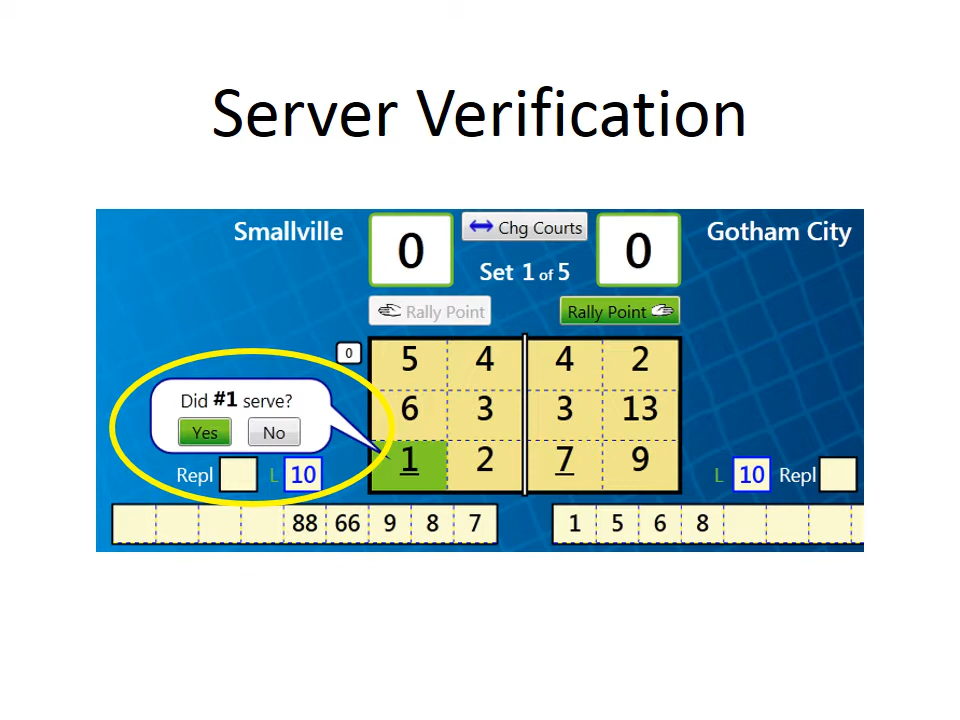 Server Verification
Smallville 0 Chg Courts 0 Gotham City
Set 1 of 5
Rally Point Rally Point
0 5 4 4 2
Did #1 serve? 6 3 3 13
Yes No
1 2 7 9
Repl L 10 L 10 Repl
88 66 9 8 7 1 5 6 8